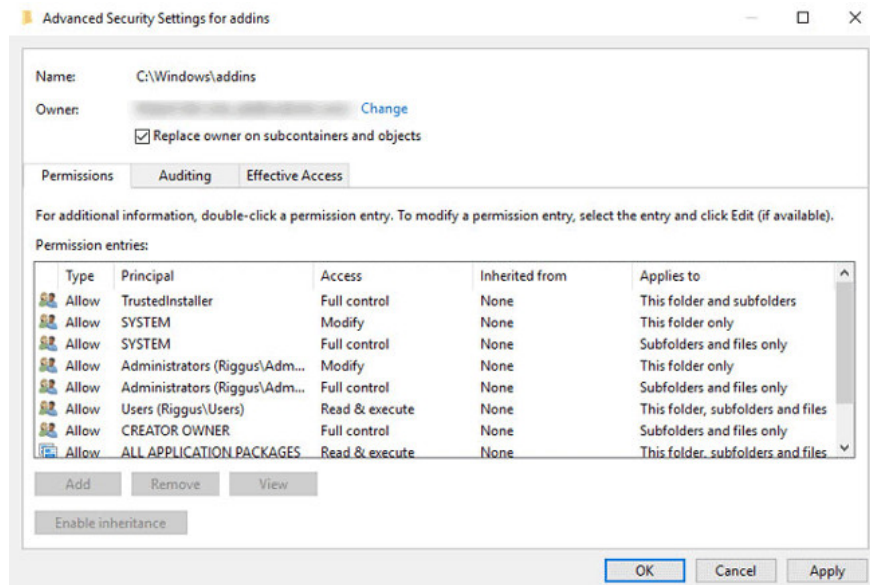 Advanced Security Settings for addins
Name: C:\Windows\addins
Owner: Change
Replace owner on subcontainers and objects
Permissions Auditing Effective Access
For additional information, double-click a permission entry. To modify a permission entry, select the entry and click Edit (if available).
Permission entries:
Type Principal Access Inherited from Applies to
Allow TrustedInstaller Full control None This folder and subfolders
Allow SYSTEM Modify None This folder only
Allow SYSTEM Full control None Subfolders and files only
Allow Administrators (Riggus\Adm... Modify None This folder only
Allow Administrators (Riggus\Adm... Full control None Subfolders and files only
Allow Users (Riggus\Users) Read & execute None This folder, subfolders and files
Allow CREATOR OWNER Full control None Subfolders and files only
Allow ALL APPLICATION PACKAGES Read & execute None This folder, subfolders and files
Add Remove View
Enable inheritance
OK Cancel Apply